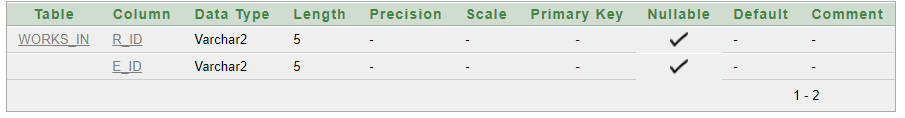 Table Column Data Type Length Precision Scale Primary Key Nullable Default Comment
WORKS_IN R_ID Varchar2 5 - - - ✓ - -
E_ID Varchar2 5 - - - ✓ - -
1 - 2